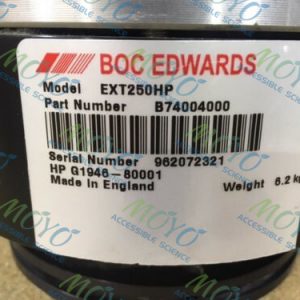 BOC EDWARDS
Model EXT250HP
Part Number B74004000
Serial Number 962072321
HP G1946-80001
Made in England Weight 6.2 kg
MOYO
ACCESSIBLE SCIENCE